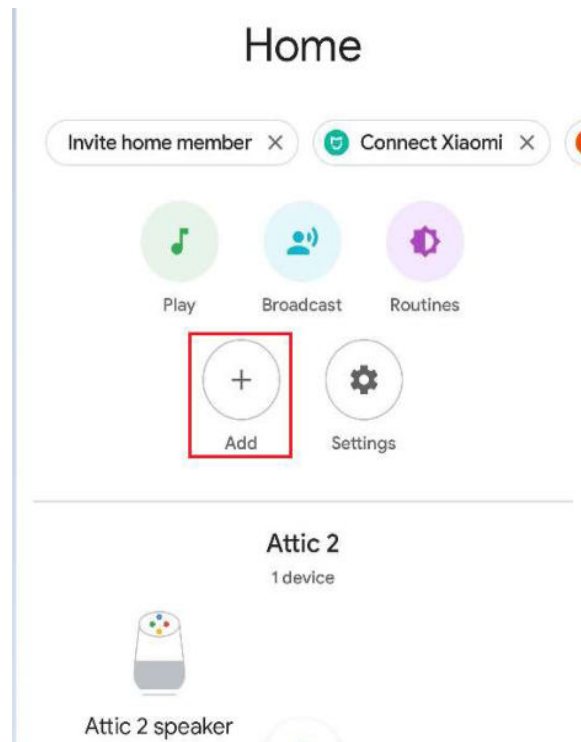 Home
Invite home member
Connect Xiaomi
Play
Broadcast
Routines
Add
Settings
Attic 2
1 device
Attic 2 speaker